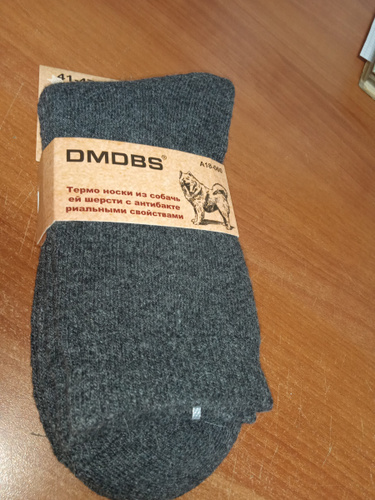 DMDBS®
Термо носки из собачь
ей шерсти с антибакте
риальными свойствами